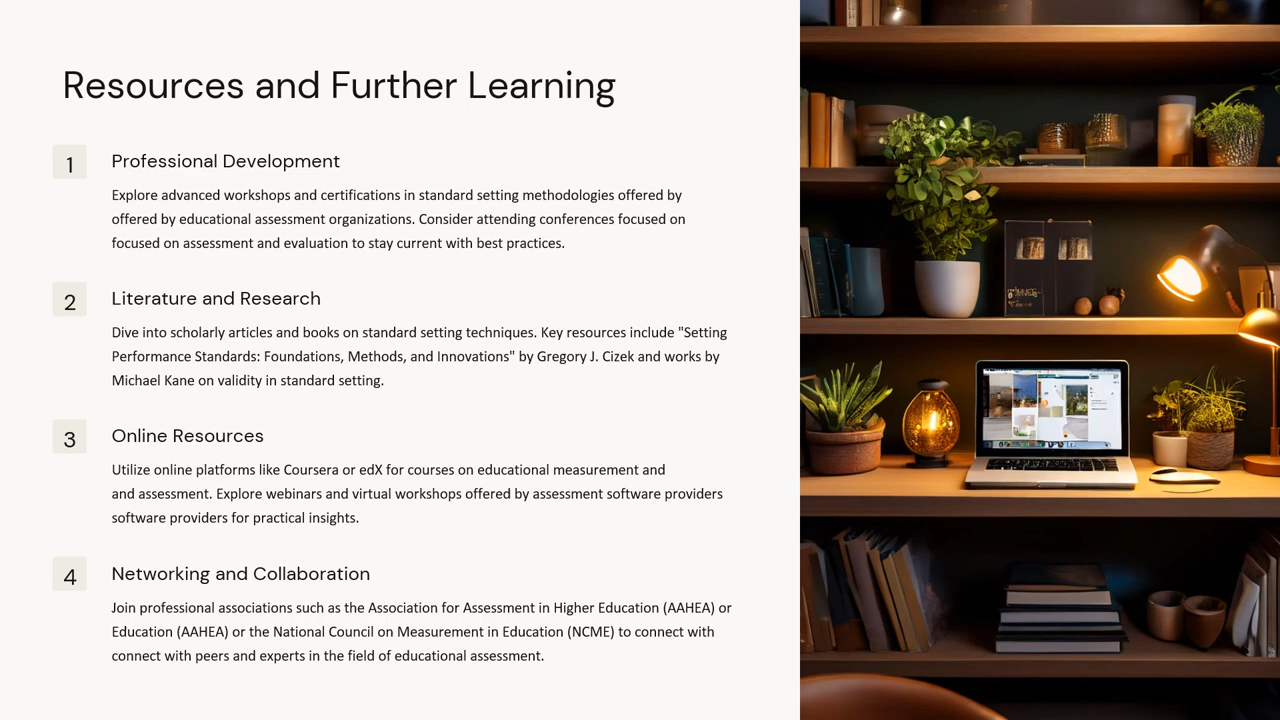 Resources and Further Learning
1
Professional Development
Explore advanced workshops and certifications in standard setting methodologies offered by
offered by educational assessment organizations. Consider attending conferences focused on
focused on assessment and evaluation to stay current with best practices.
2
Literature and Research
Dive into scholarly articles and books on standard setting techniques. Key resources include "Setting
Performance Standards: Foundations, Methods, and Innovations" by Gregory J. Cizek and works by
Michael Kane on validity in standard setting.
3
Online Resources
Utilize online platforms like Coursera or edX for courses on educational measurement and
and assessment. Explore webinars and virtual workshops offered by assessment software providers
software providers for practical insights.
4
Networking and Collaboration
Join professional associations such as the Association for Assessment in Higher Education (AAHEA) or
Education (AAHEA) or the National Council on Measurement in Education (NCME) to connect with
connect with peers and experts in the field of educational assessment.